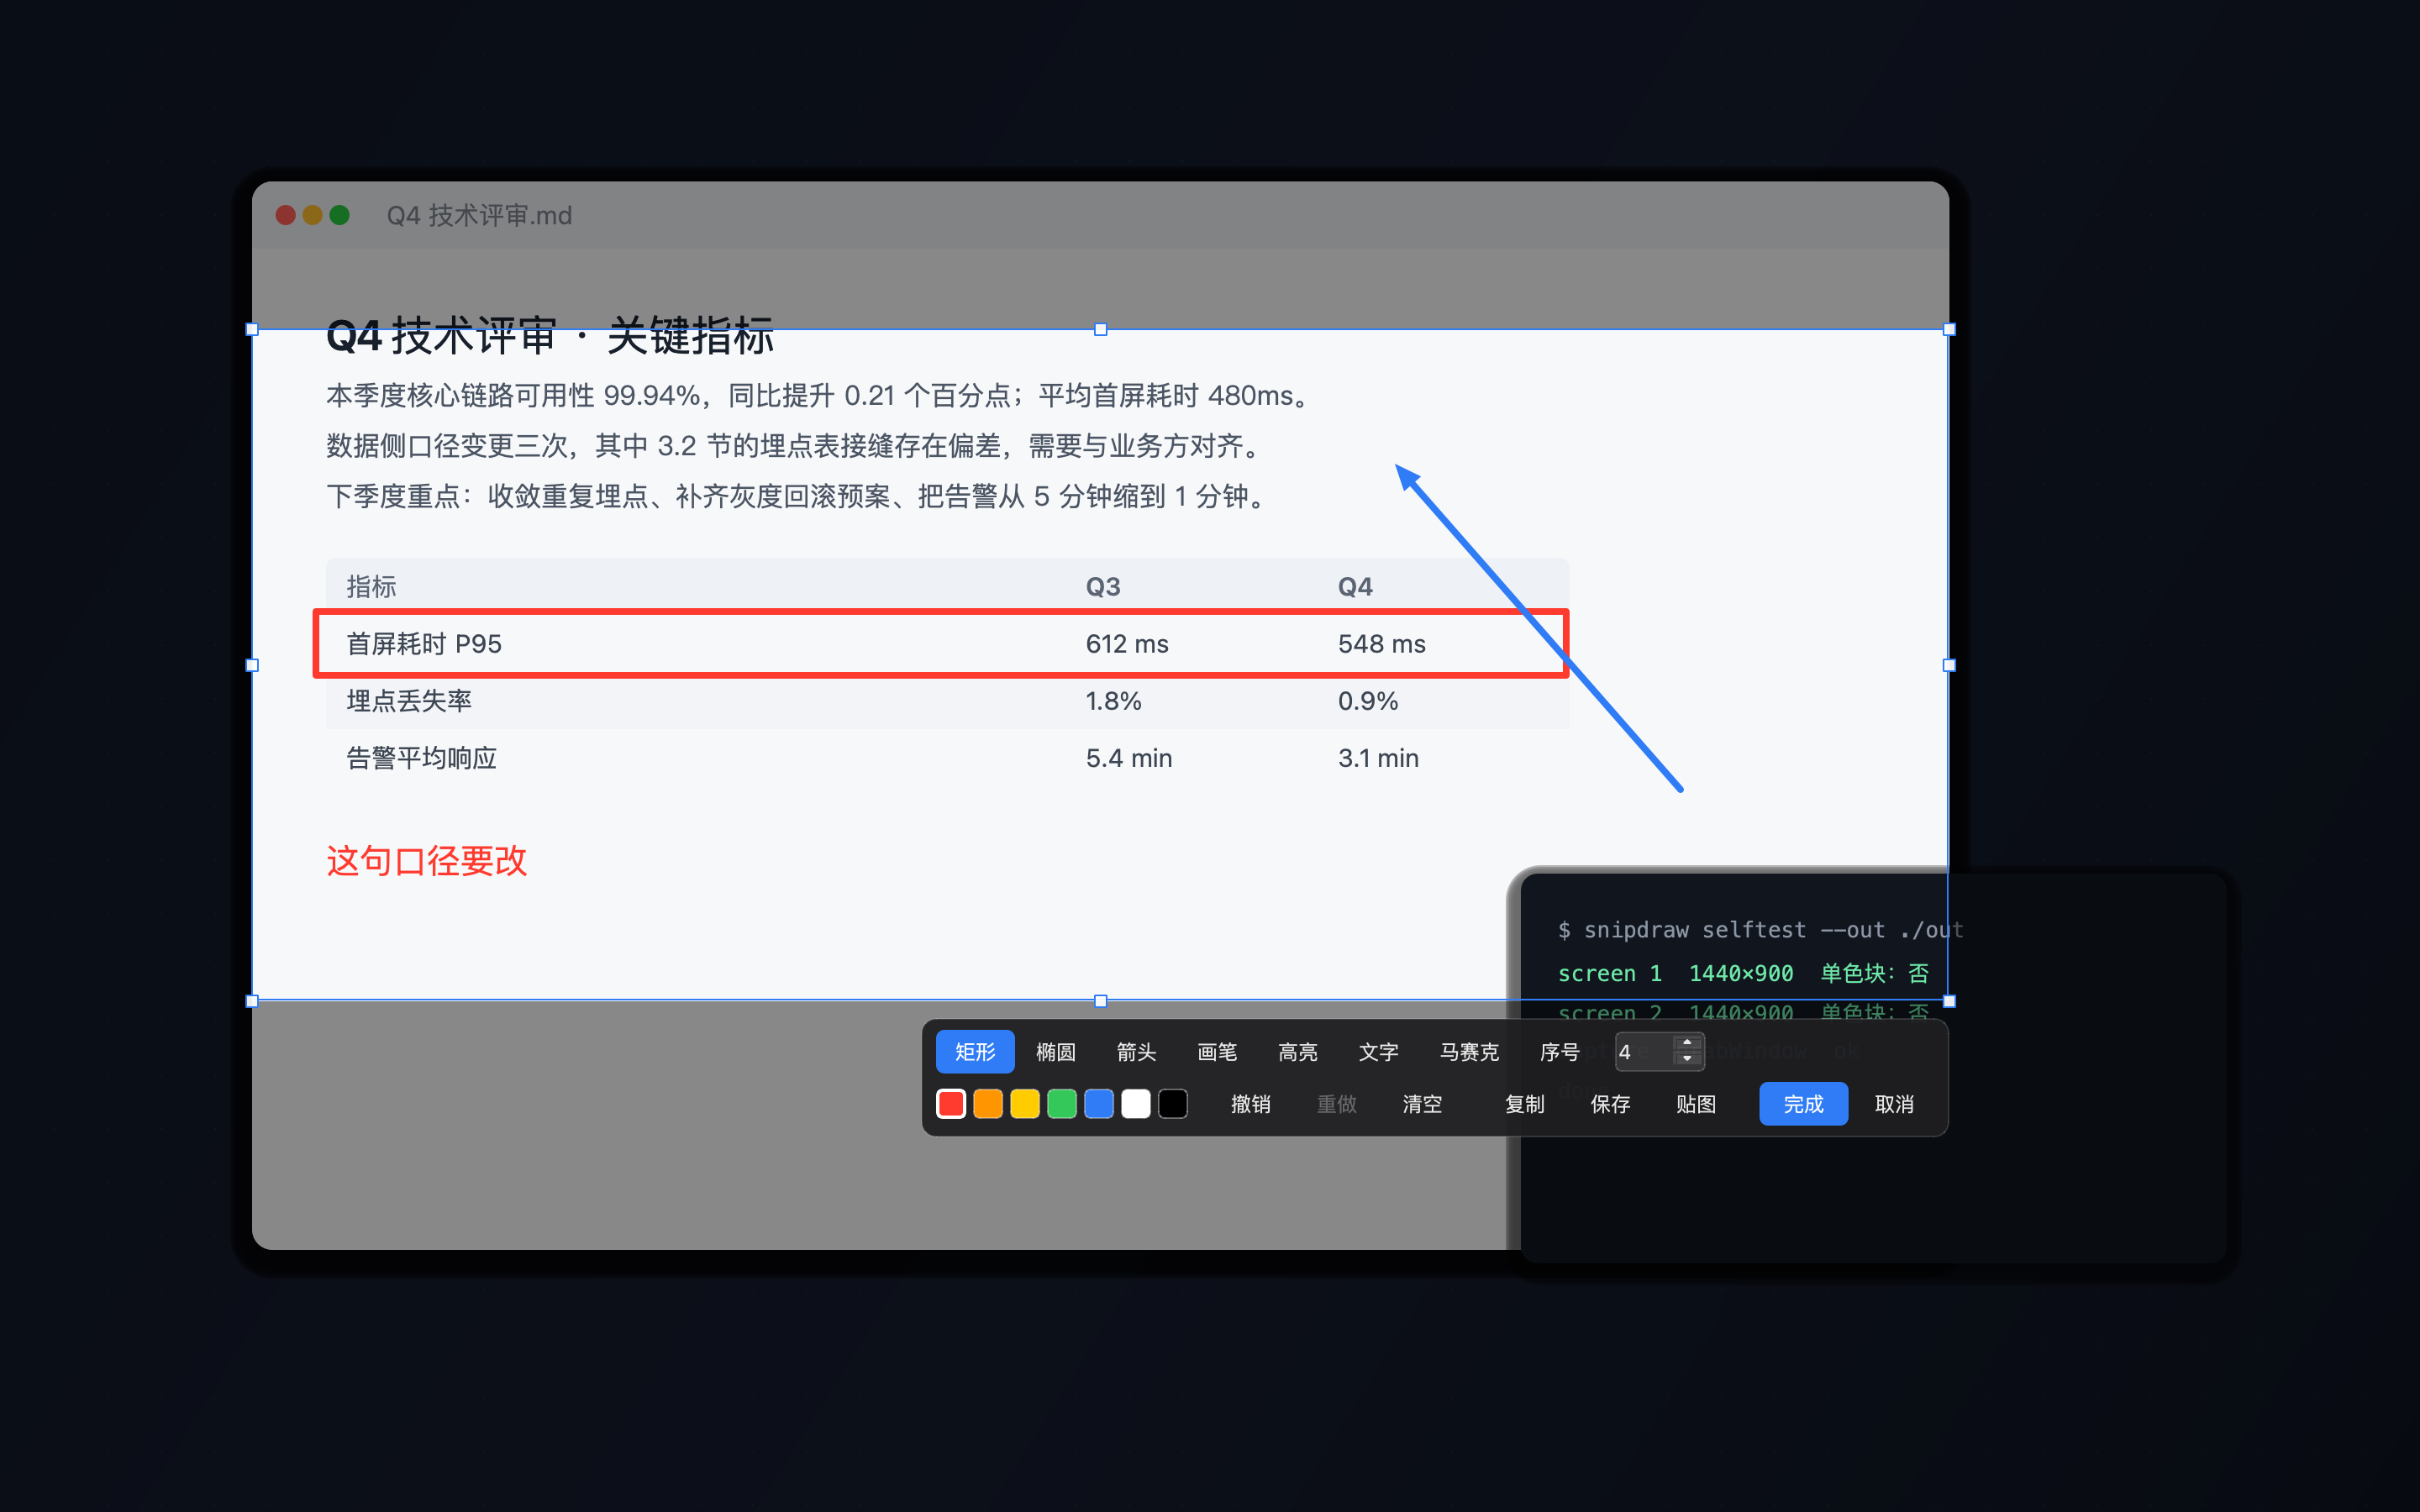 Q4 技术评审.md
Q4 技术评审 · 关键指标
本季度核心链路可用性 99.94%，同比提升 0.21 个百分点；平均首屏耗时 480ms。
数据侧口径变更三次，其中 3.2 节的埋点表接缝存在偏差，需要与业务方对齐。
下季度重点：收敛重复埋点、补齐灰度回滚预案、把告警从 5 分钟缩到 1 分钟。
指标 Q3 Q4
首屏耗时 P95 612 ms 548 ms
埋点丢失率 1.8% 0.9%
告警平均响应 5.4 min 3.1 min
这句口径要改
$ snipdraw selftest --out ./out
screen 1 1440×900 单色块：否
screen 2 1440×900 单色块：否
矩形 椭圆 箭头 画笔 高亮 文字 马赛克 序号 4
撤销 重做 清空 复制 保存 贴图 完成 取消